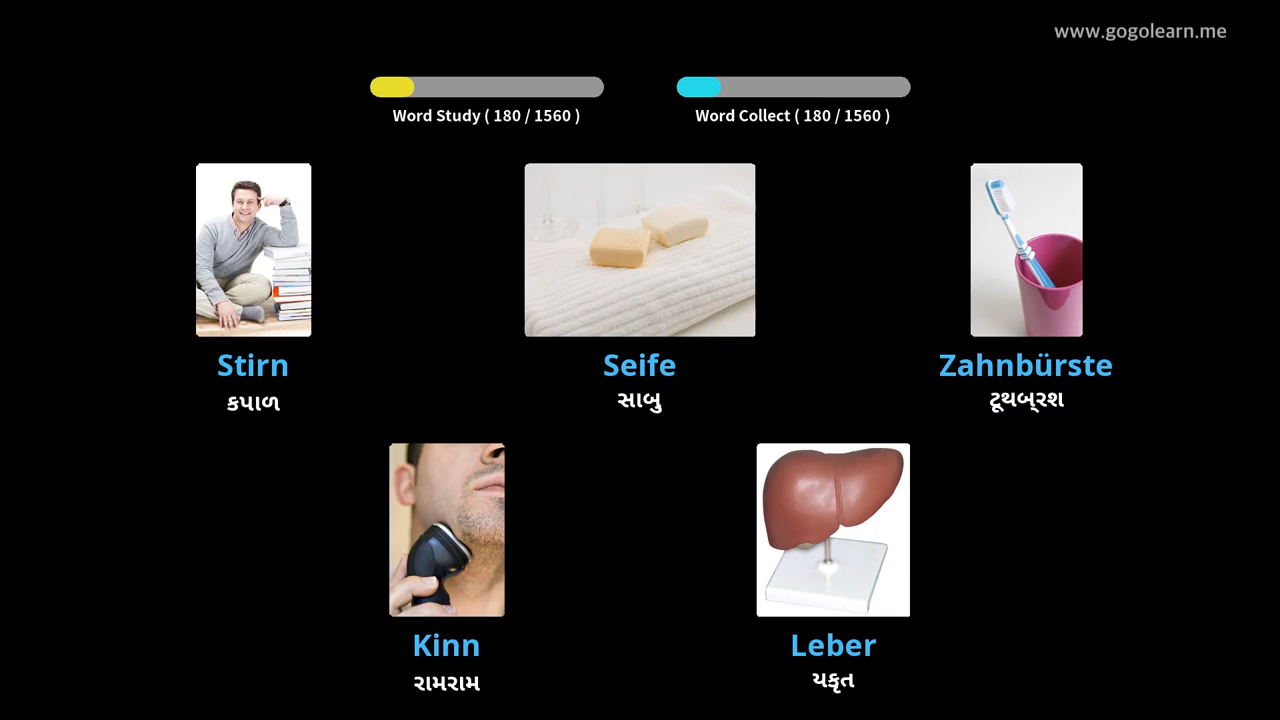 www.gogolearn.me
Word Study ( 180 / 1560 )
Word Collect ( 180 / 1560 )
Stirn
કપાળ
Seife
સાબુ
Zahnbürste
ટૂથબ્રશ
Kinn
રામરામ
Leber
યકૃત